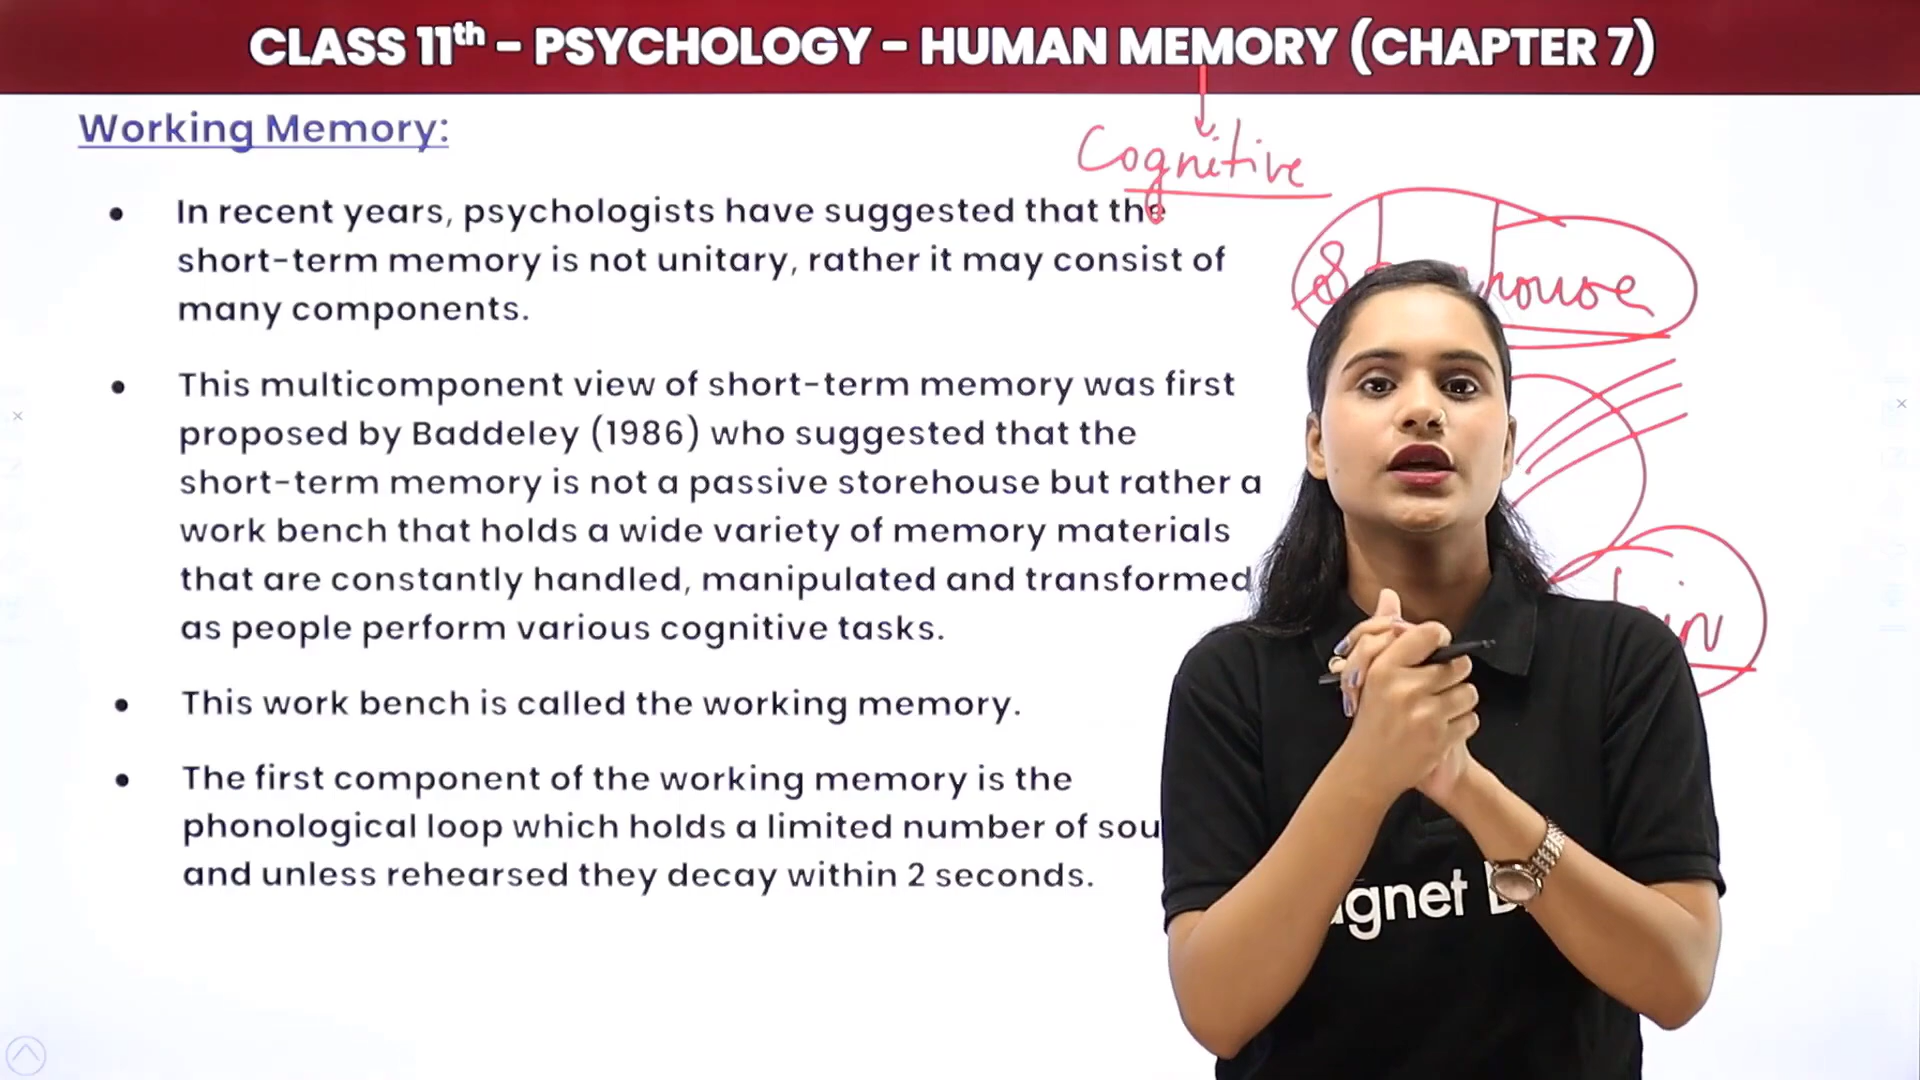 CLASS 11th – PSYCHOLOGY – HUMAN MEMORY (CHAPTER 7)
Working Memory:
Cognitive
• In recent years, psychologists have suggested that the
short-term memory is not unitary, rather it may consist of
many components.
house
• This multicomponent view of short-term memory was first
proposed by Baddeley (1986) who suggested that the
short-term memory is not a passive storehouse but rather a
work bench that holds a wide variety of memory materials
that are constantly handled, manipulated and transformed
as people perform various cognitive tasks.
• This work bench is called the working memory.
• The first component of the working memory is the
phonological loop which holds a limited number of sou
and unless rehearsed they decay within 2 seconds.
gnet